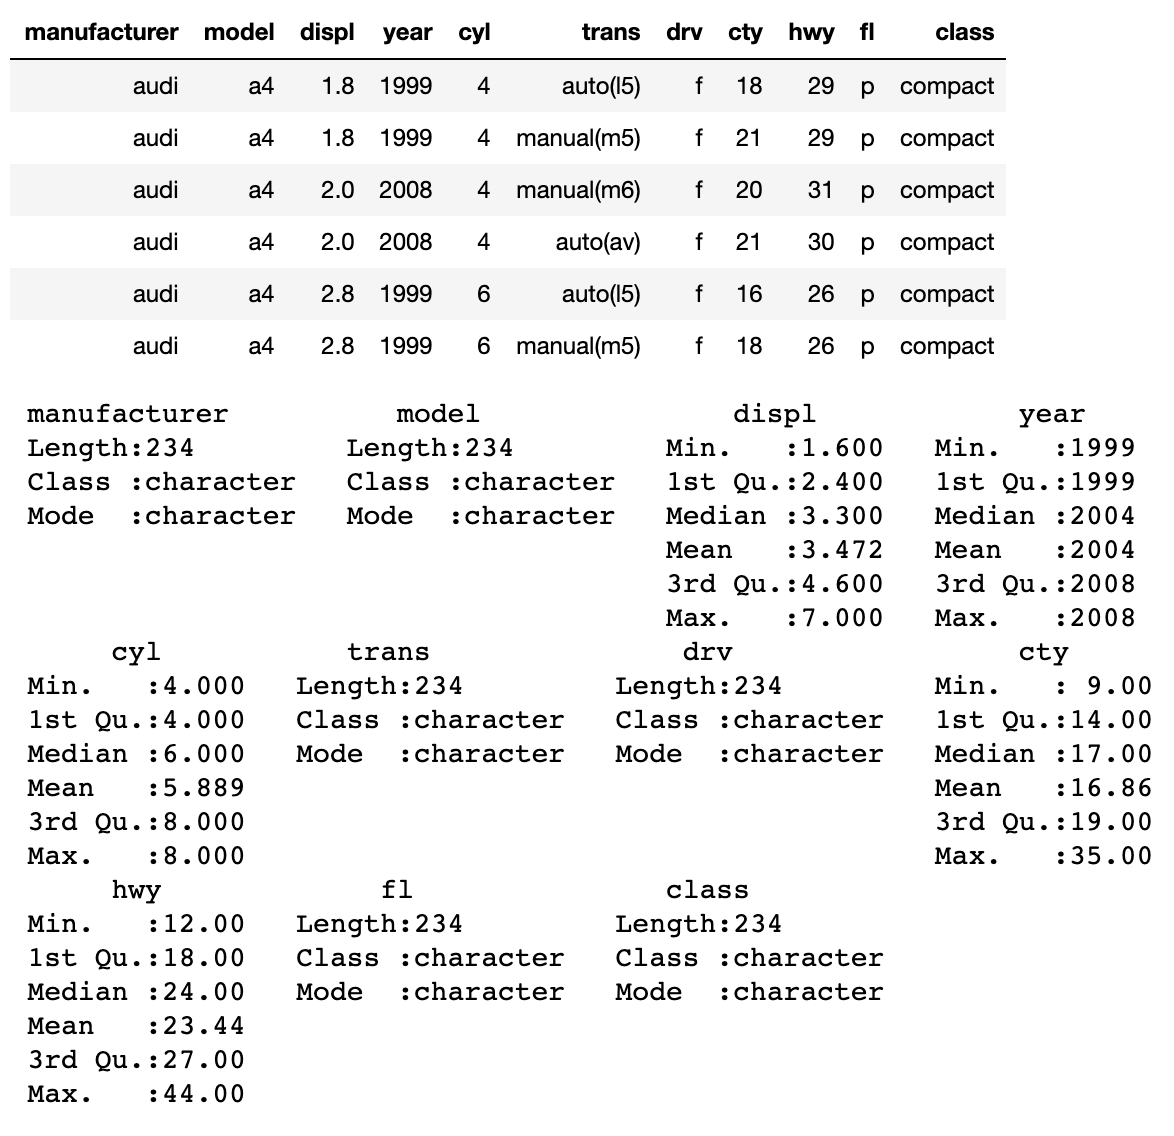 manufacturer model displ year cyl trans drv cty hwy fl class
audi a4 1.8 1999 4 auto(l5) f 18 29 p compact
audi a4 1.8 1999 4 manual(m5) f 21 29 p compact
audi a4 2.0 2008 4 manual(m6) f 20 31 p compact
audi a4 2.0 2008 4 auto(av) f 21 30 p compact
audi a4 2.8 1999 6 auto(l5) f 16 26 p compact
audi a4 2.8 1999 6 manual(m5) f 18 26 p compact
manufacturer model displ year
Length:234 Length:234 Min. :1.600 Min. :1999
Class :character Class :character 1st Qu.:2.400 1st Qu.:1999
Mode :character Mode :character Median :3.300 Median :2004
Mean :3.472 Mean :2004
3rd Qu.:4.600 3rd Qu.:2008
Max. :7.000 Max. :2008
cyl trans drv cty
Min. :4.000 Length:234 Length:234 Min. : 9.00
1st Qu.:4.000 Class :character Class :character 1st Qu.:14.00
Median :6.000 Mode :character Mode :character Median :17.00
Mean :5.889 Mean :16.86
3rd Qu.:8.000 3rd Qu.:19.00
Max. :8.000 Max. :35.00
hwy fl class
Min. :12.00 Length:234 Length:234
1st Qu.:18.00 Class :character Class :character
Median :24.00 Mode :character Mode :character
Mean :23.44
3rd Qu.:27.00
Max. :44.00